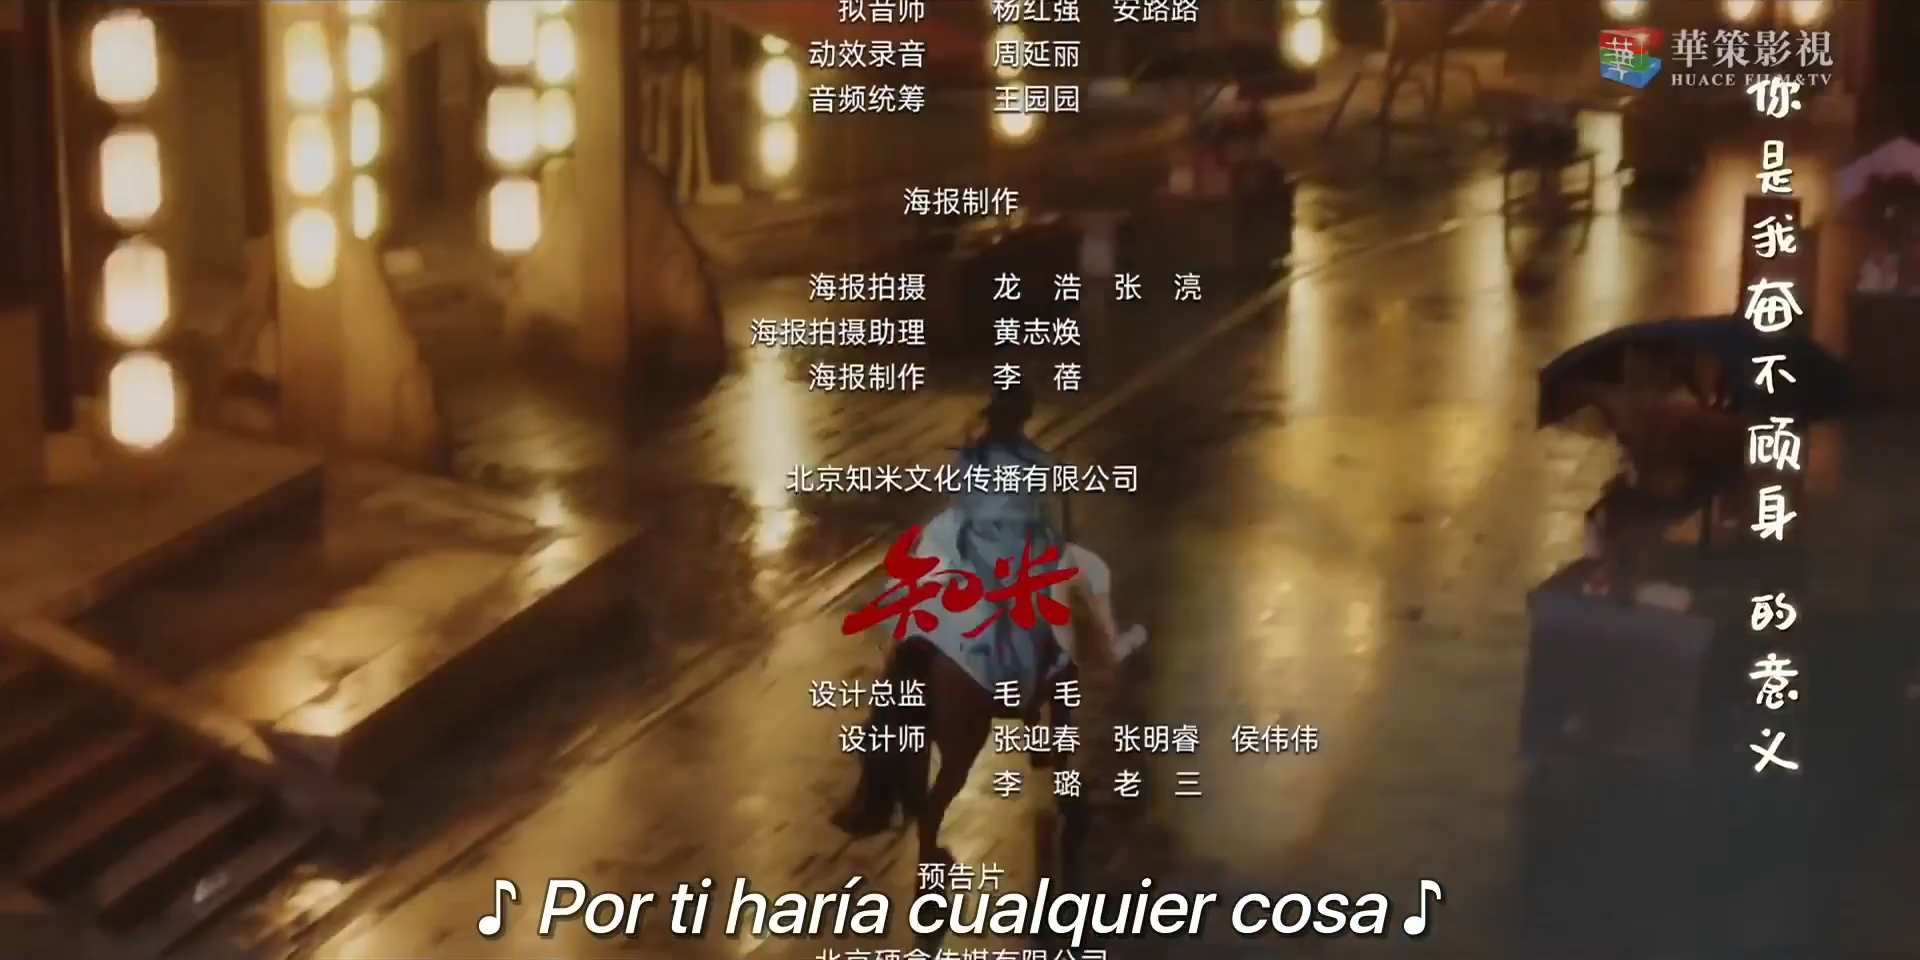 拟音师 杨红强 安路路
动效录音 周延丽
音频统筹 王园园
華策影視
HUACE FILM&TV
海报制作
海报拍摄 龙 浩 张 湸
海报拍摄助理 黄志焕
海报制作 李 蓓
北京知米文化传播有限公司
知米
设计总监 毛 毛
设计师 张迎春 张明睿 侯伟伟
李 璐 老 三
预告片
你是我奋不顾身 的意义
♪ Por ti haría cualquier cosa ♪